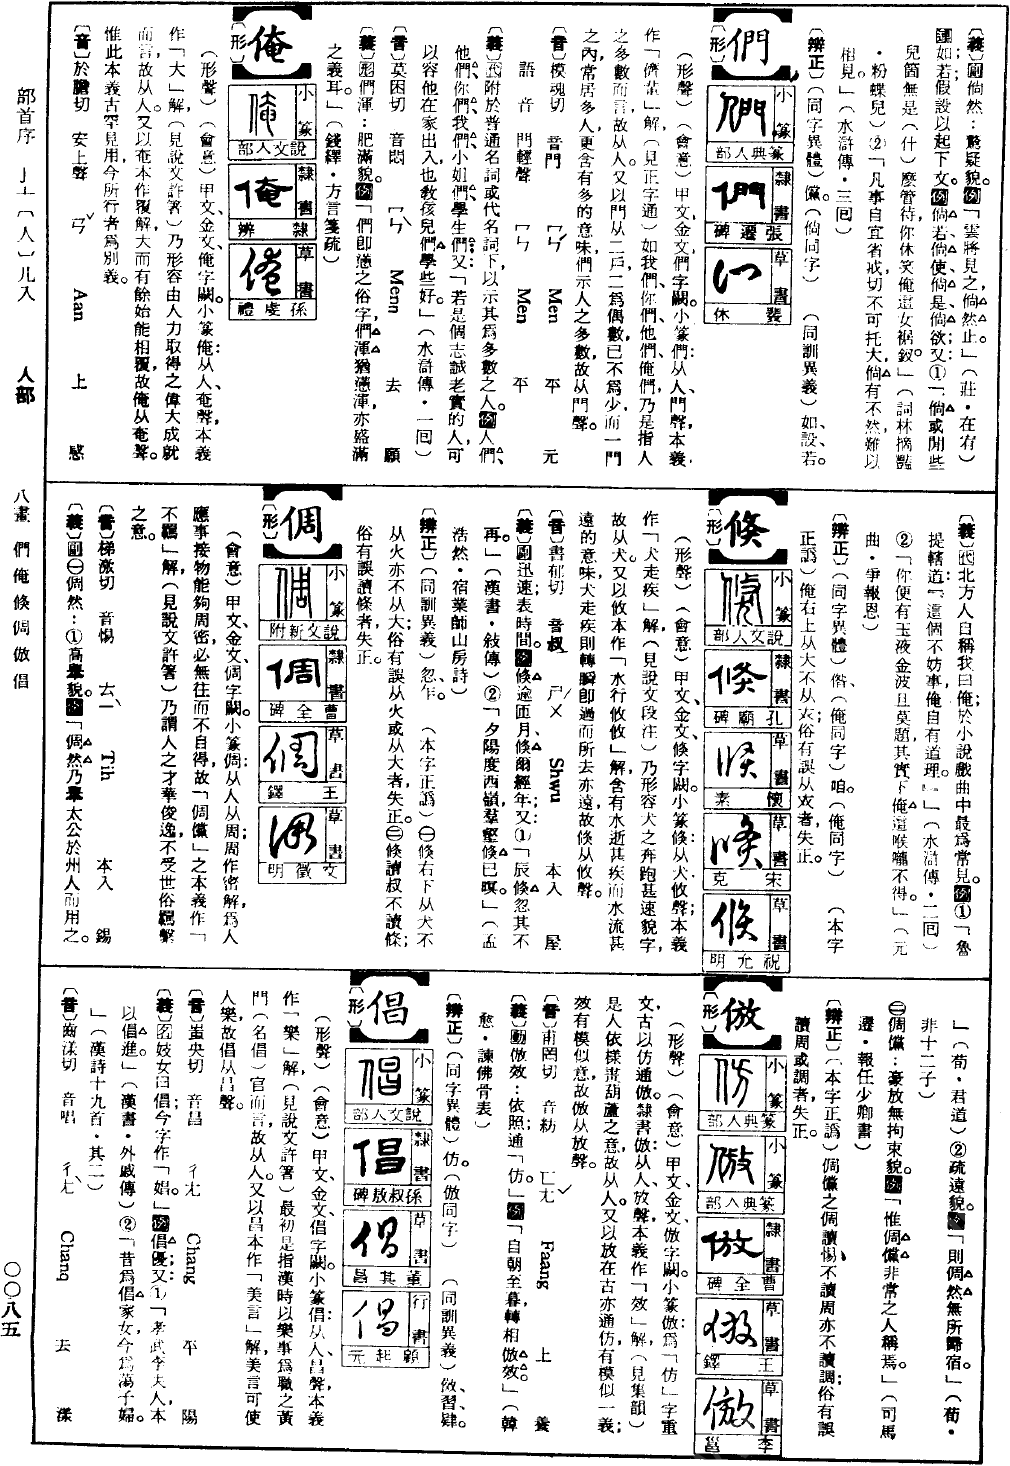 〔義〕副倘然：驚疑貌。例「雲將見之，倘然止。」（莊・在宥）
連如若；假設以起下文。例倘若、倘使、倘是、倘欲。又：①「倘或閒些
兒箇，無是（什）麼管待，你休笑俺這女裙釵。」（詞林摘豔
・粉蝶兒）②「凡事自宜省戒，切不可托大，倘有不然，難以
相見。」（水滸傳・三回）
〔辨正〕（同字異體）儻。（倘同字）　（同訓異義）如、設、若。
們
〔形〕
小篆　篆典人部
隸書　張遷碑
草書　裴休
（形聲）（會意）甲文、金文們字闕。小篆們：从人、門聲，本義
作「儕輩」解（見正字通）如我們、你們、他們、俺們，乃是指人
之多數而言，故从人。又以門从二戶，二爲偶數，已不爲少，而一門
之內，常居多人，更含有多的意味，們示人之多數，故从門聲。
〔音〕模魂切　音門　ㄇㄣˊ　Men　平　元
語音　門輕聲　ㄇㄣ　Men　平
〔義〕代附於普通名詞或代名詞下以示其爲多數之人。例人們、
他們、你們、我們、小姐們、學生們。又「若是個志誠老實的人，可
以容他在家出入，也敎孩兒們學些好。」（水滸傳・一回）
〔音〕莫困切　音悶　ㄇㄣˋ　Menn　去　願
〔義〕形們渾：肥滿貌。例「們卽懣之俗字，們渾猶懣渾，亦盛滿
之義耳。」（錢繹・方言箋疏）
俺
〔形〕
小篆　說文人部
隸書　隸辨
草書　孫虔禮
（形聲）（會意）甲文、金文、俺字闕。小篆俺：从人、奄聲，本義
作「大」解（見說文許箸）乃形容由人力取得之偉大成就
而言，故从人。又以奄本作覆解，大而有餘始能相覆，故俺从奄聲。
惟此本義古罕見用，今所行者爲別義。
〔音〕於贍切　安上聲　ㄢˇ　Aan　上　感
〔義〕代北方人自稱我曰俺；於小說戲曲中最爲常見。例①「魯
提轄道：『這個不妨事，俺自有道理。』」（水滸傳・二回）
②「你便有玉液金波且莫題，其實下俺這喉嚨不得。」（元
曲・爭報恩）
〔辨正〕（同字異體）偺、（俺同字）咱。（俺同字）　（本字
正譌）俺右上从大不从夾；俗有誤从夾者失正。
倏
〔形〕
小篆　說文人部
隸書　孔廟碑
草書　懷素
草書　宋克
草書　祝允明
（形聲）（會意）甲文、金文、倏字闕。小篆倏：从犬，攸聲；本義
作「犬走疾」解（見說文段注）乃形容犬之奔跑甚速貌字，
故从犬。又以攸本作「水行攸攸」解，含有水逝甚疾而水流甚
遠的意味，犬走疾則轉瞬卽過而所去亦遠，故倏从攸聲。
〔音〕書郁切　音叔　ㄕㄨˊ　Shwu　本入　屋
〔義〕副迅速；表時間。例倏逾匝月、倏爾經年。又：①「辰倏忽其不
再。」（漢書・敍傳）②「夕陽度西嶺，羣壑倏已暝。」（孟
浩然・宿業師山房詩）
〔辨正〕（同訓異義）忽、乍。　（本字正譌）㊀倏右下从犬不
从火亦不从大；俗有誤从火或从大者失正。㊁倏讀叔不讀條；
俗有誤讀條者失正。
倜
〔形〕
小篆　說文新附
隸書　曹全碑
草書　王鐸
草書　文徵明
（會意）甲文、金文、倜字闕。小篆倜：从人从周，周作密解，爲人
應事接物能夠周密，必無往而不自得，故「倜儻」之本義作「
不羈」解（見說文許箸）乃謂人之才華俊逸不受世俗羈繫
之意。
〔音〕梯激切　音惕　ㄊㄧˋ　Tih　本入　錫
〔義〕副㊀倜然：①高舉貌。例「倜然乃舉太公於州人而用之。
」（荀・君道）②疏遠貌。例「則倜然無所歸宿。」（荀・
非十二子）
㊁倜儻：豪放無拘束貌。例「惟倜儻非常之人稱焉。」（司馬
遷・報任少卿書）
〔辨正〕（本字正譌）倜儻之倜讀惕，不讀周亦不讀調；俗有誤
讀周或調者失正。
倣
〔形〕
小篆　篆典人部
小篆　篆典人部
隸書　曹全碑
草書　王鐸
草書　李邕
（形聲）（會意）甲文、金文、倣字闕。小篆倣：爲「仿」字重
文，古以仿通倣。隸書倣：从人、放聲，本義作「效」解（見集韻）
是人依樣畫葫蘆之意，故从人。又以放在古亦通仿，有模似一義；
效有模似意，故倣从放聲。
〔音〕甫罔切　音紡　ㄈㄤˇ　Faang　上　養
〔義〕動倣效：依照；通「仿。」例「自朝至暮，轉相倣效。」（韓
愈・諫佛骨表）
〔辨正〕（同字異體）仿。（倣同字）　（同訓異義）效、習、肄。
倡
〔形〕
小篆　說文人部
隸書　孫叔敖碑
草書　董其昌
行書　顧起元
（形聲）（會意）甲文、金文、倡字闕。小篆倡：从人、昌聲，本義
作「樂」解（見說文許箸）最初是指漢時以樂事爲職之黃
門（名倡）官而言，故从人。又以昌本作「美言」解，美言可使
人樂，故倡从昌聲。
〔音〕蚩央切　音昌　ㄔㄤ　Chang　平　陽
〔義〕名妓女曰倡，今字作「娼。」例倡優。又：①「孝武李夫人，本
以倡進。」（漢書・外戚傳）②「昔爲倡家女，今爲蕩子婦。
」（漢詩十九首・其二）
〔音〕齒漾切　音唱　ㄔㄤˋ　Chanq　去　漾
部首序　人部　八畫　們俺倏倜倣倡　〇〇八五